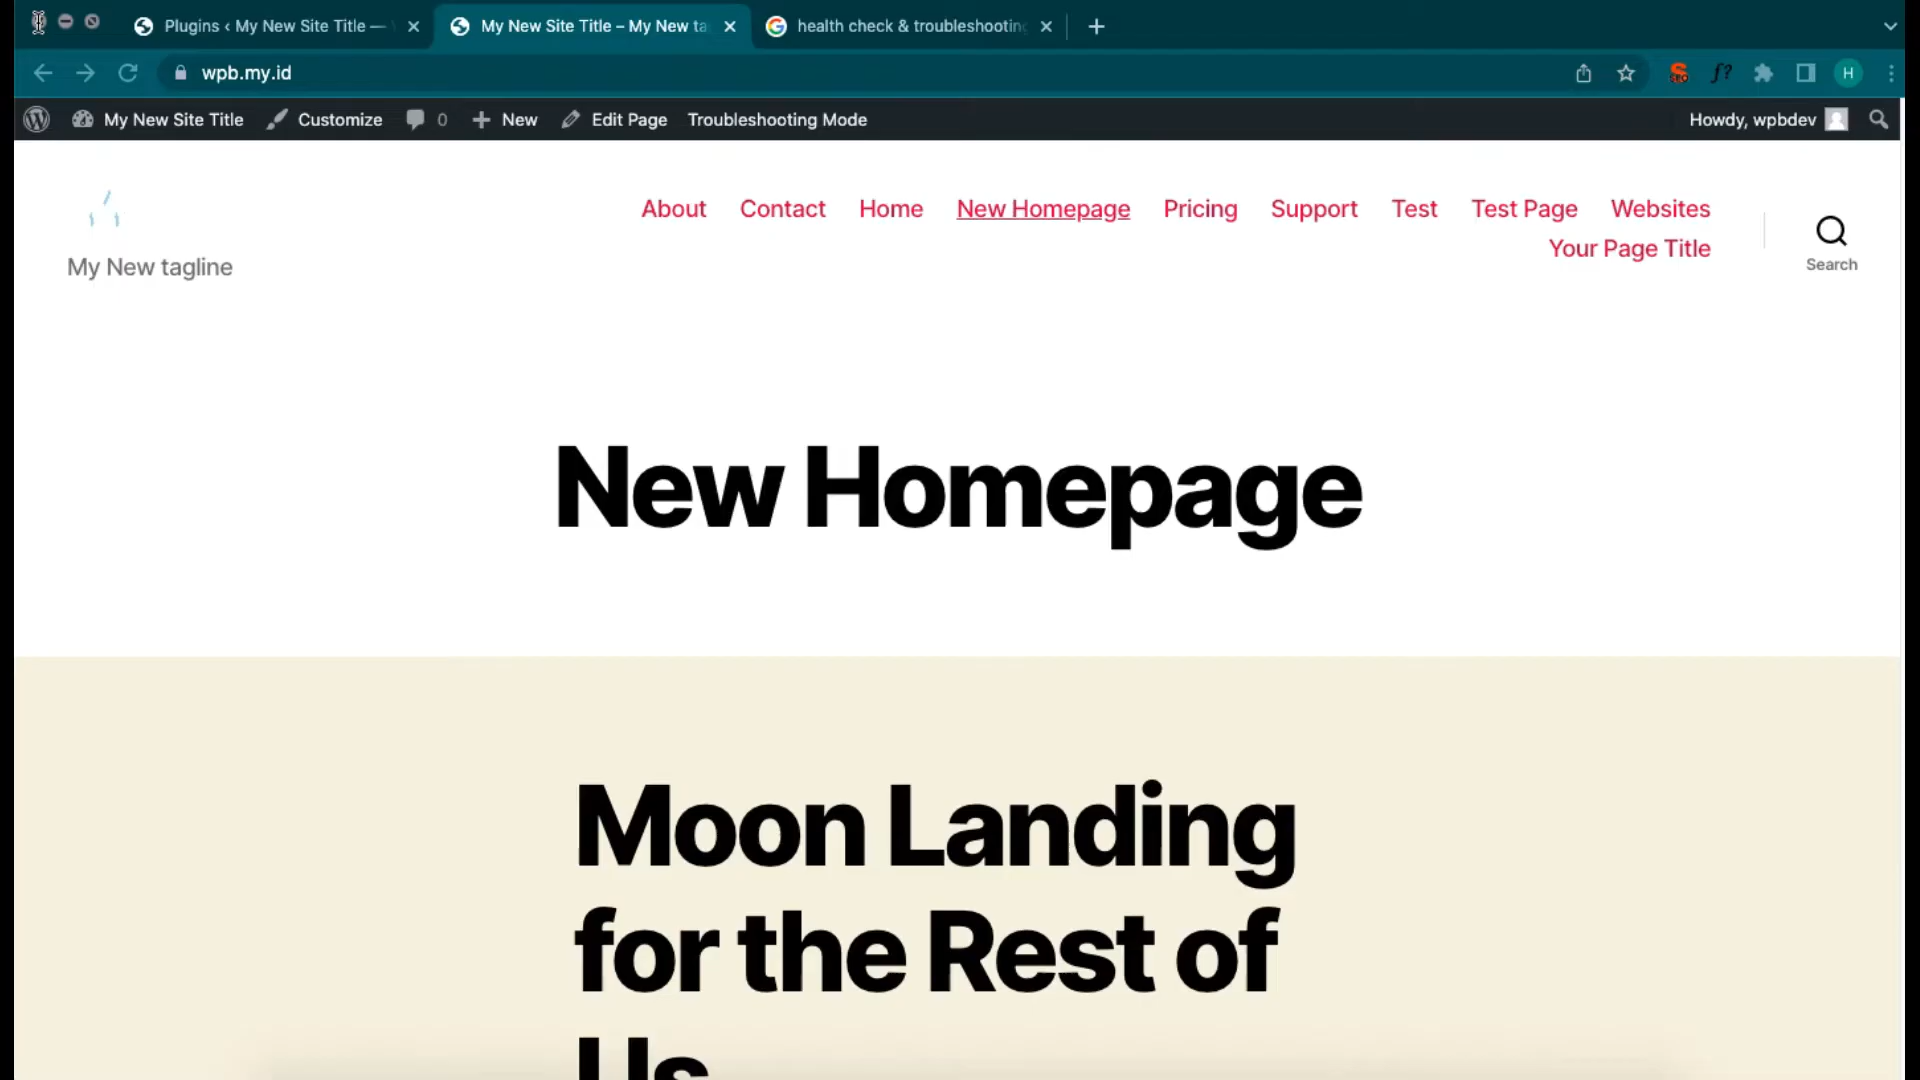 Plugins ‹ My New Site Title —
My New Site Title – My New ta
health check & troubleshooting
wpb.my.id
SEO
f?
H
My New Site Title
Customize
0
New
Edit Page
Troubleshooting Mode
Howdy, wpbdev
About Contact Home New Homepage Pricing Support Test Test Page Websites
Your Page Title
Search
My New tagline
New Homepage
Moon Landing
for the Rest of
Us